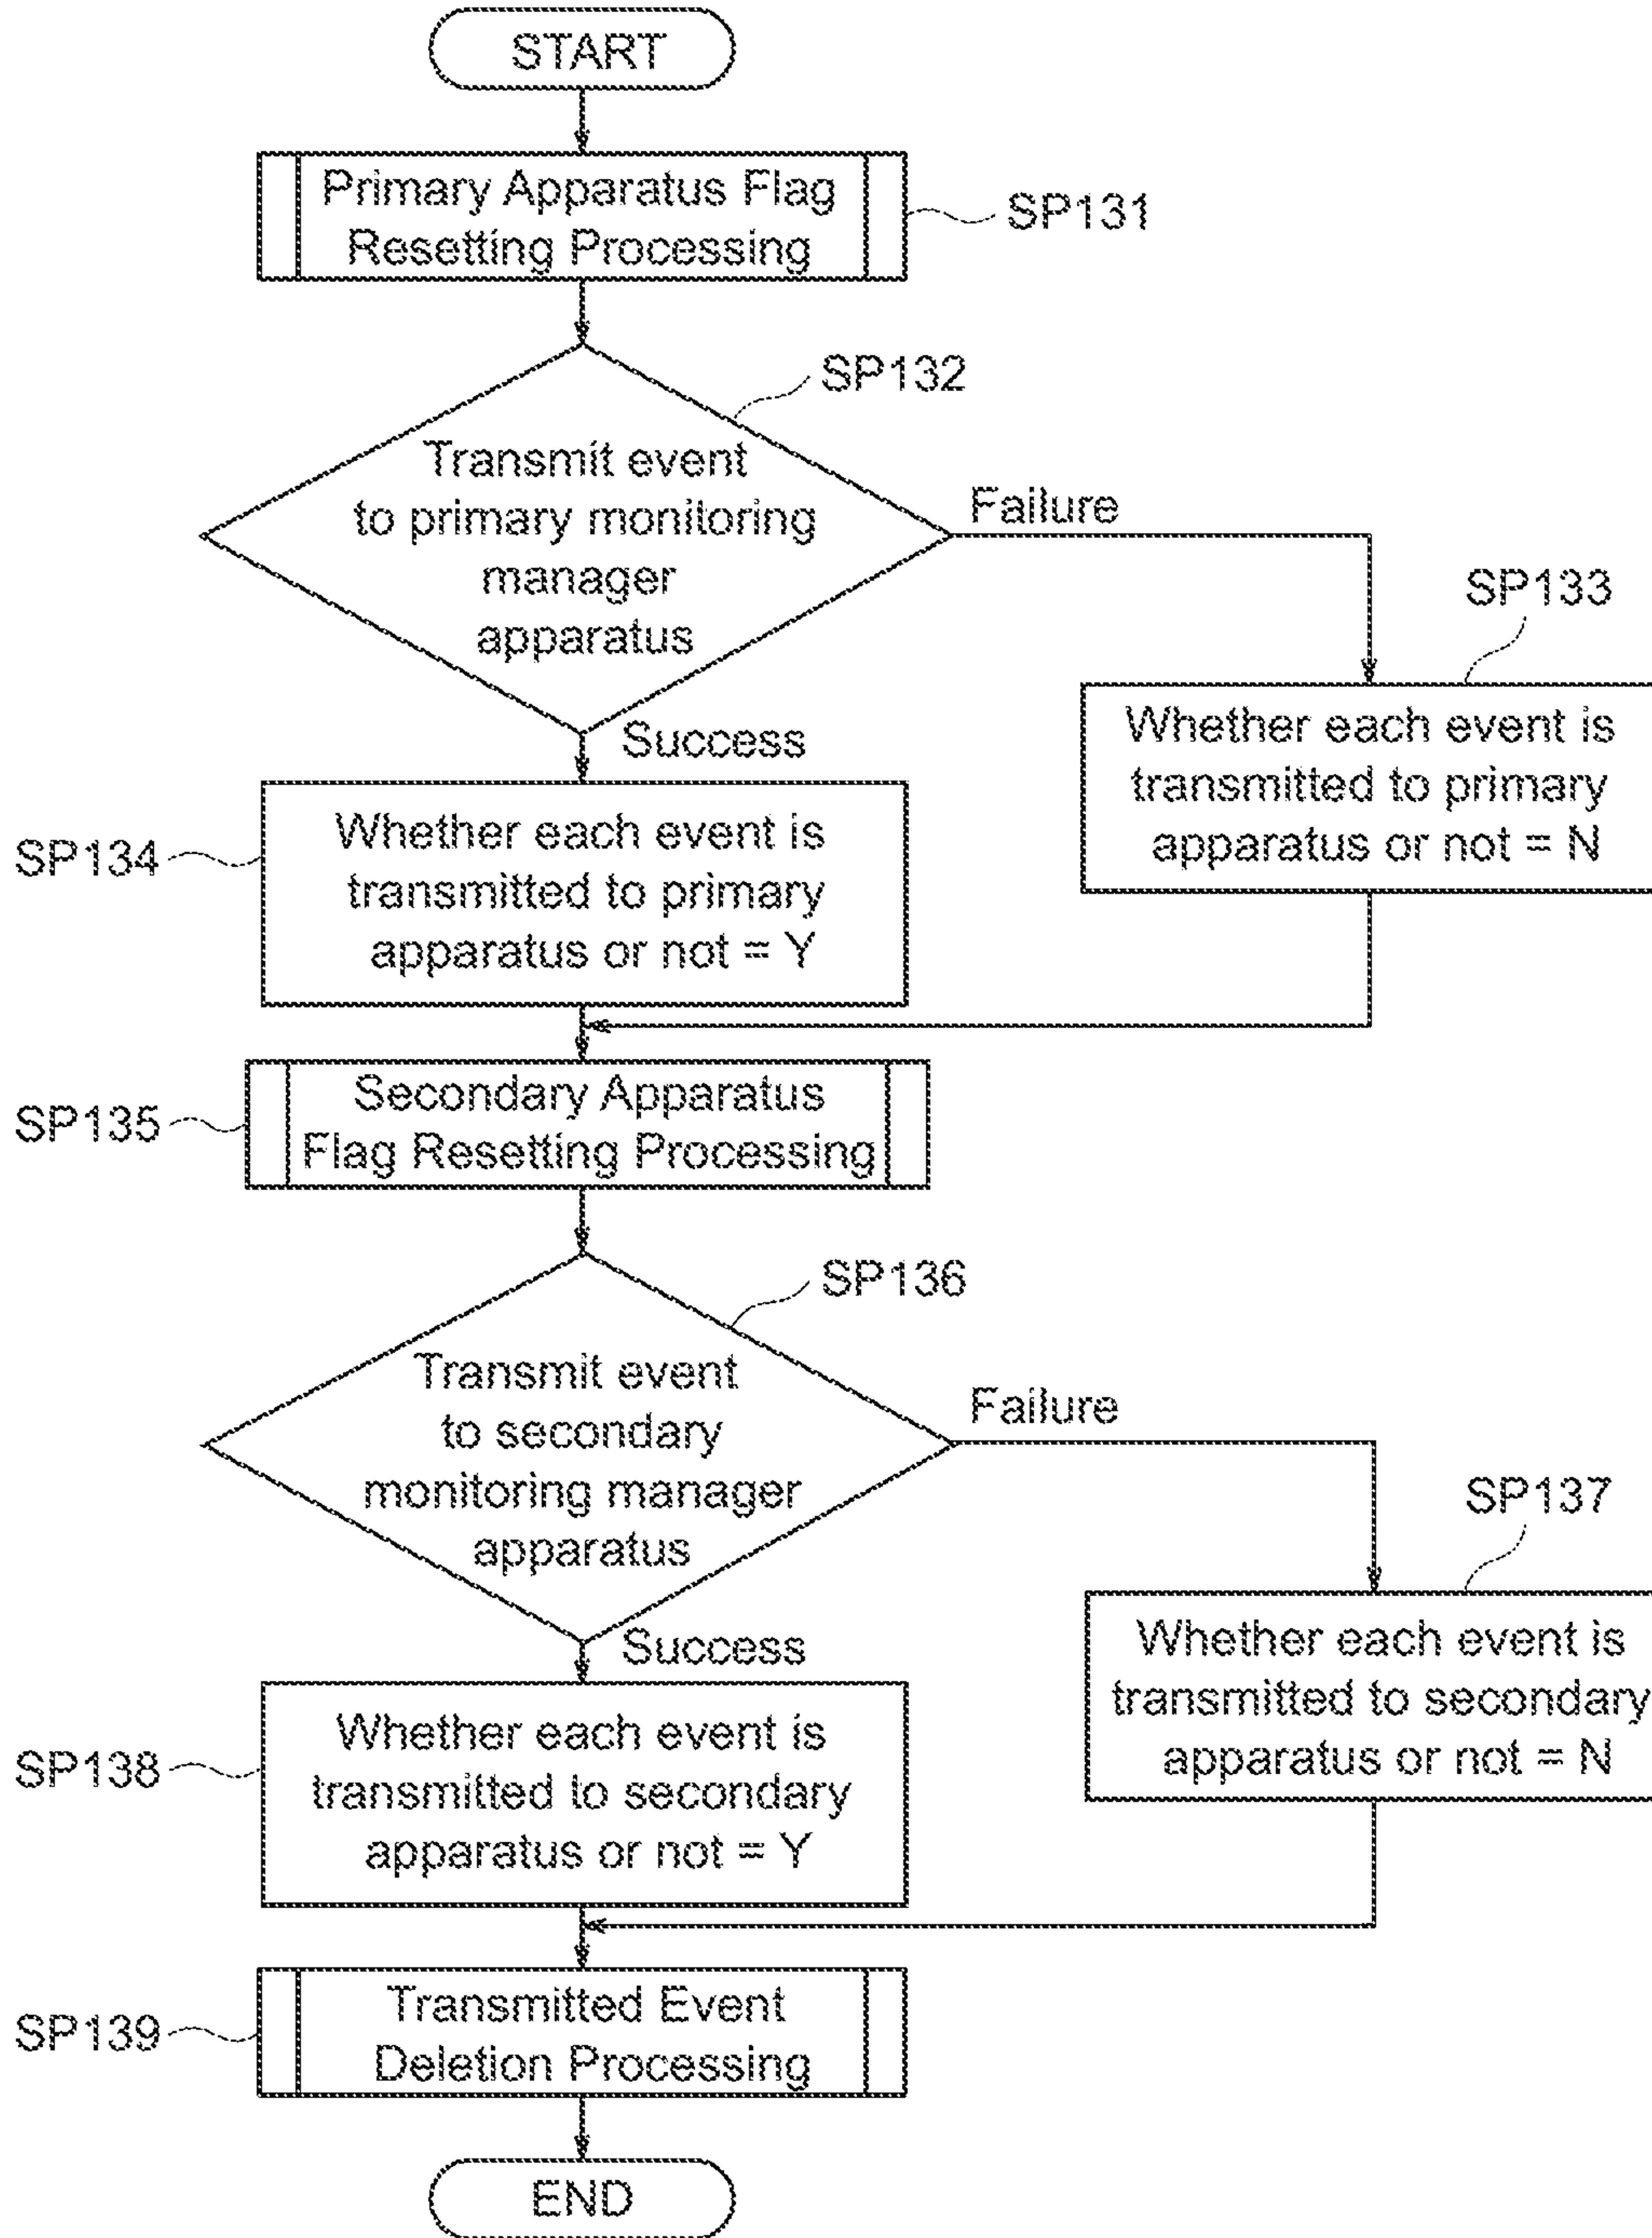 START
Primary Apparatus Flag
Resetting Processing
SP131
SP132
Transmit event
to primary monitoring
manager
apparatus
Failure
SP133
Success
Whether each event is
transmitted to primary
apparatus or not = N
SP134
Whether each event is
transmitted to primary
apparatus or not = Y
SP135
Secondary Apparatus
Flag Resetting Processing
SP136
Transmit event
to secondary
monitoring manager
apparatus
Failure
SP137
Success
Whether each event is
transmitted to secondary
apparatus or not = N
SP138
Whether each event is
transmitted to secondary
apparatus or not = Y
SP139
Transmitted Event
Deletion Processing
END